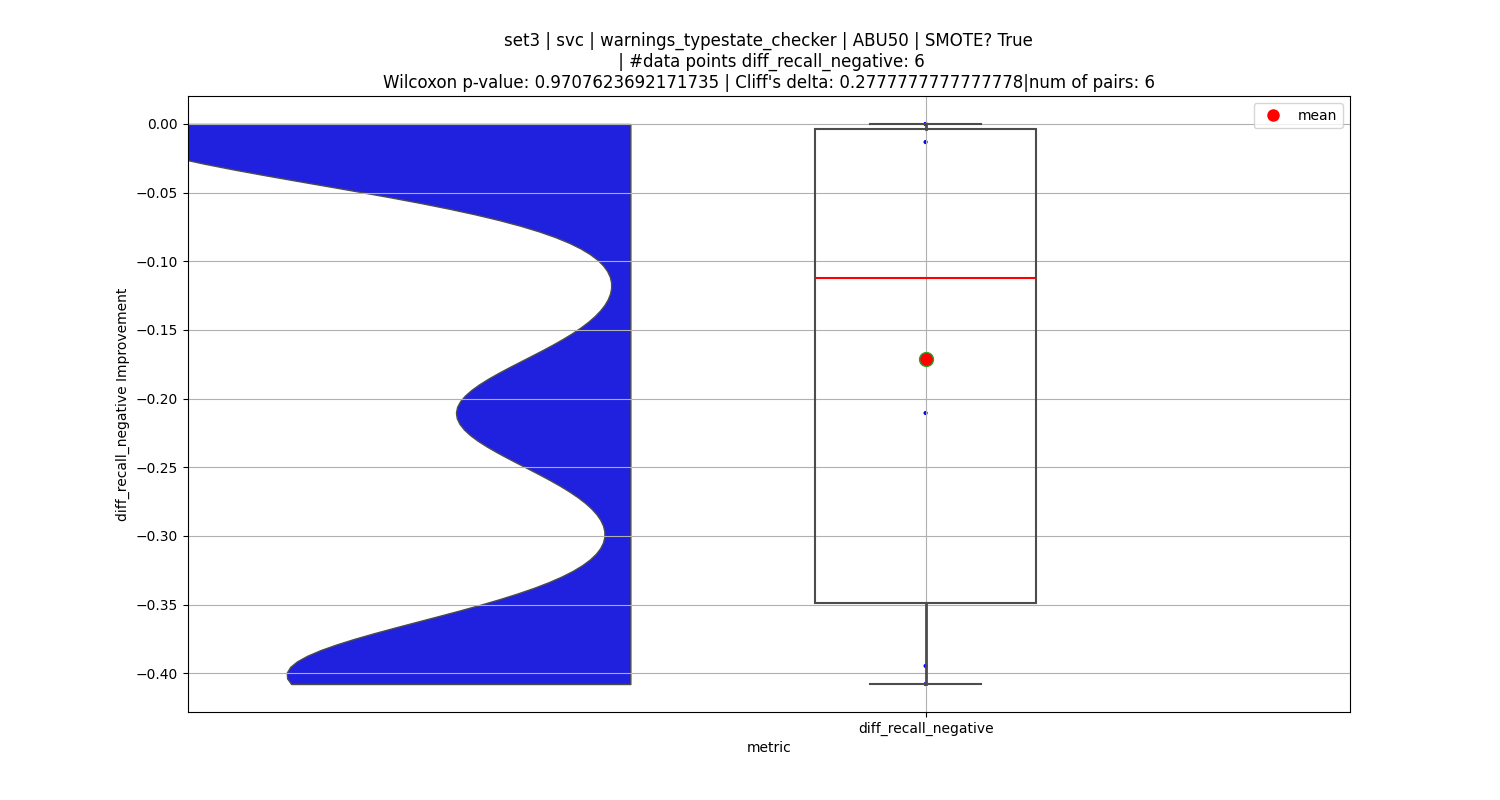 set3 | svc | warnings_typestate_checker | ABU50 | SMOTE? True
| #data points diff_recall_negative: 6
Wilcoxon p-value: 0.9707623692171735 | Cliff's delta: 0.2777777777777778|num of pairs: 6
mean
0.00
−0.05
−0.10
−0.15
−0.20
−0.25
−0.30
−0.35
−0.40
diff_recall_negative Improvement
diff_recall_negative
metric